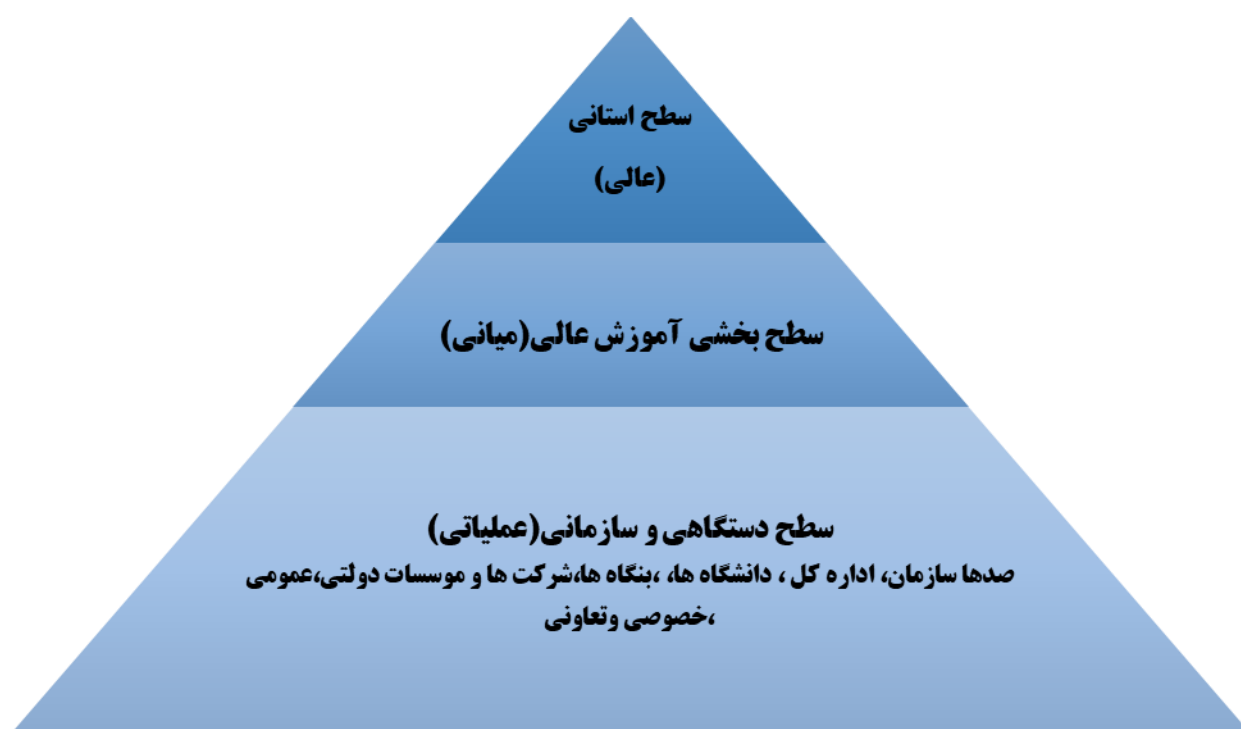 سطح استانی
(عالی)
سطح بخشی آموزش عالی(میانی)
سطح دستگاهی و سازمانی(عملیاتی)
صدها سازمان، اداره کل ، دانشگاه ها، ،بنگاه ها،شرکت ها و موسسات دولتی،عمومی
،خصوصی وتعاونی